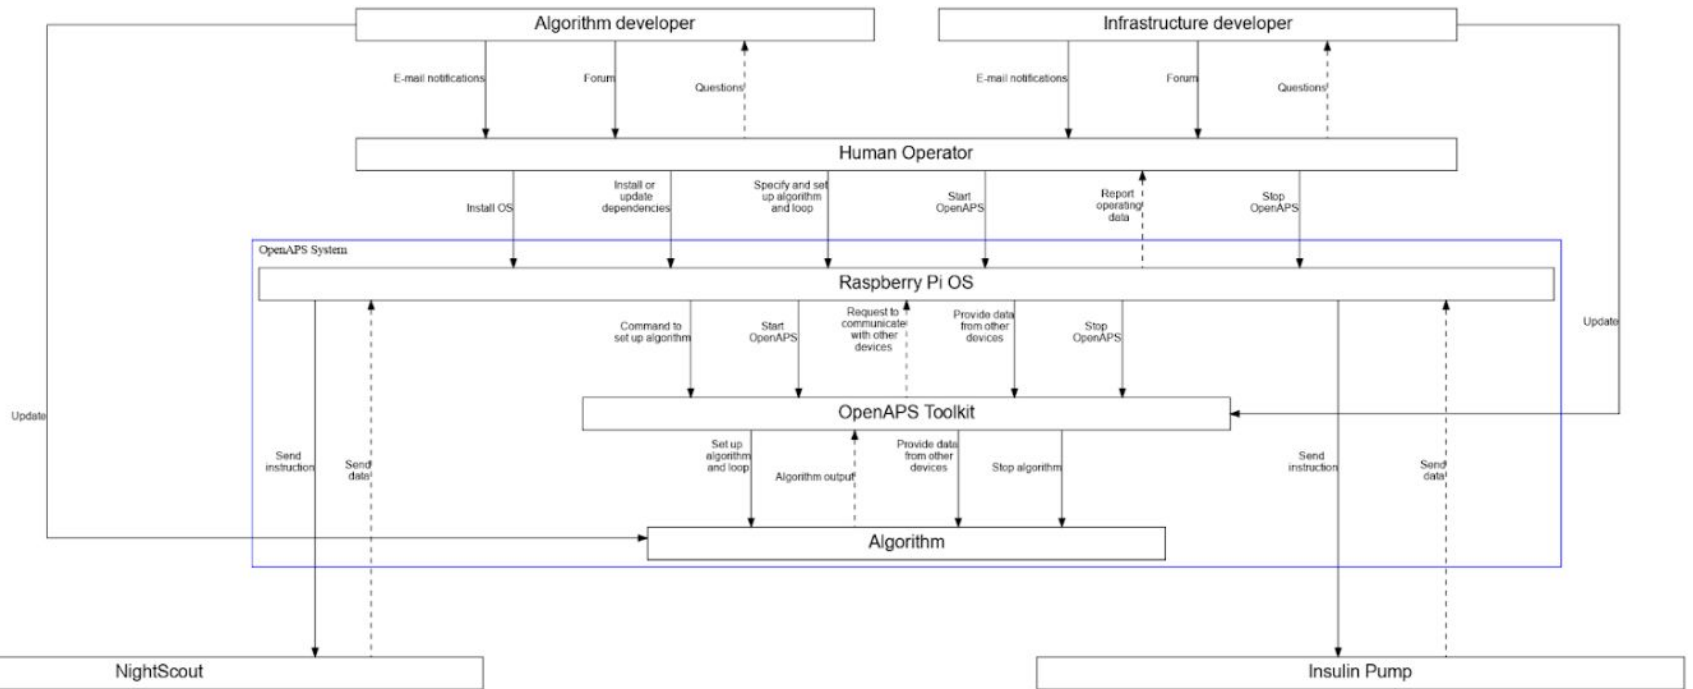 Algorithm developer
Infrastructure developer
E-mail notifications
Forum
Questions
E-mail notifications
Forum
Questions
Human Operator
Install OS
Install or
update
dependencies
Specify and set
up algorithm
and loop
Start
OpenAPS
Report
operating
data
Stop
OpenAPS
OpenAPS System
Raspberry Pi OS
Command to
set up algorithm
Start
OpenAPS
Request to
communicate
with other
devices
Provide data
from other
devices
Stop
OpenAPS
Update
OpenAPS Toolkit
Update
Send
instruction
Send
data
Set up
algorithm
and loop
Algorithm output
Provide data
from other
devices
Stop algorithm
Send
instruction
Send
data
Algorithm
NightScout
Insulin Pump